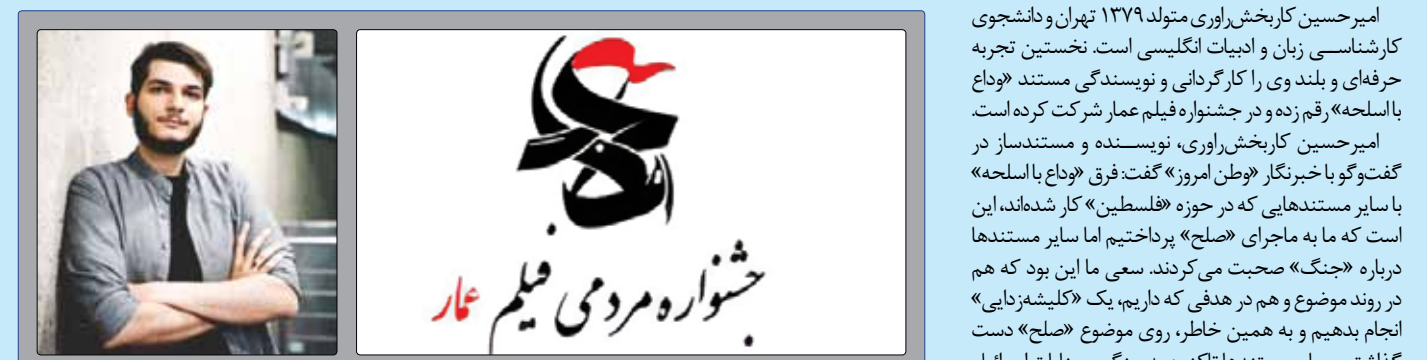 امیرحسین کاربخش‌راوری متولد ۱۳۷۹ تهران و دانشجوی
کارشناسی زبان و ادبیات انگلیسی است. نخستین تجربه
حرفه‌ای و بلند وی را کارگردانی و نویسندگی مستند «وداع
با اسلحه» رقم زده و در جشنواره فیلم عمار شرکت کرده است.
امیرحسین کاربخش‌راوری، نویسنده و مستندساز در
گفت‌وگو با خبرنگار «وطن امروز» گفت: فرق «وداع با اسلحه»
با سایر مستندهایی که در حوزه «فلسطین» کار شده‌اند، این
است که ما به ماجرای «صلح» پرداختیم اما سایر مستندها
درباره «جنگ» صحبت می‌کردند. سعی ما این بود که هم
در روند موضوع و هم در هدفی که داریم، یک «کلیشه‌زدایی»
انجام بدهیم و به همین خاطر، روی موضوع «صلح» دست
جشنواره مردمی فیلم عمار